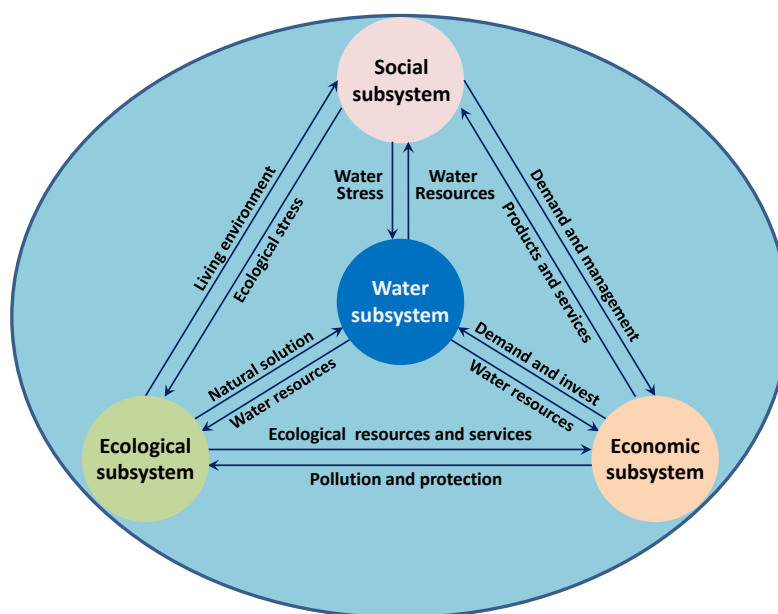 Social
subsystem
Living environment
Ecological stress
Water
Stress
Water
Resources
Products and services
Demand and management
Water
subsystem
Natural solution
Water resources
Demand and invest
Water resources
Ecological
subsystem
Ecological resources and services
Pollution and protection
Economic
subsystem